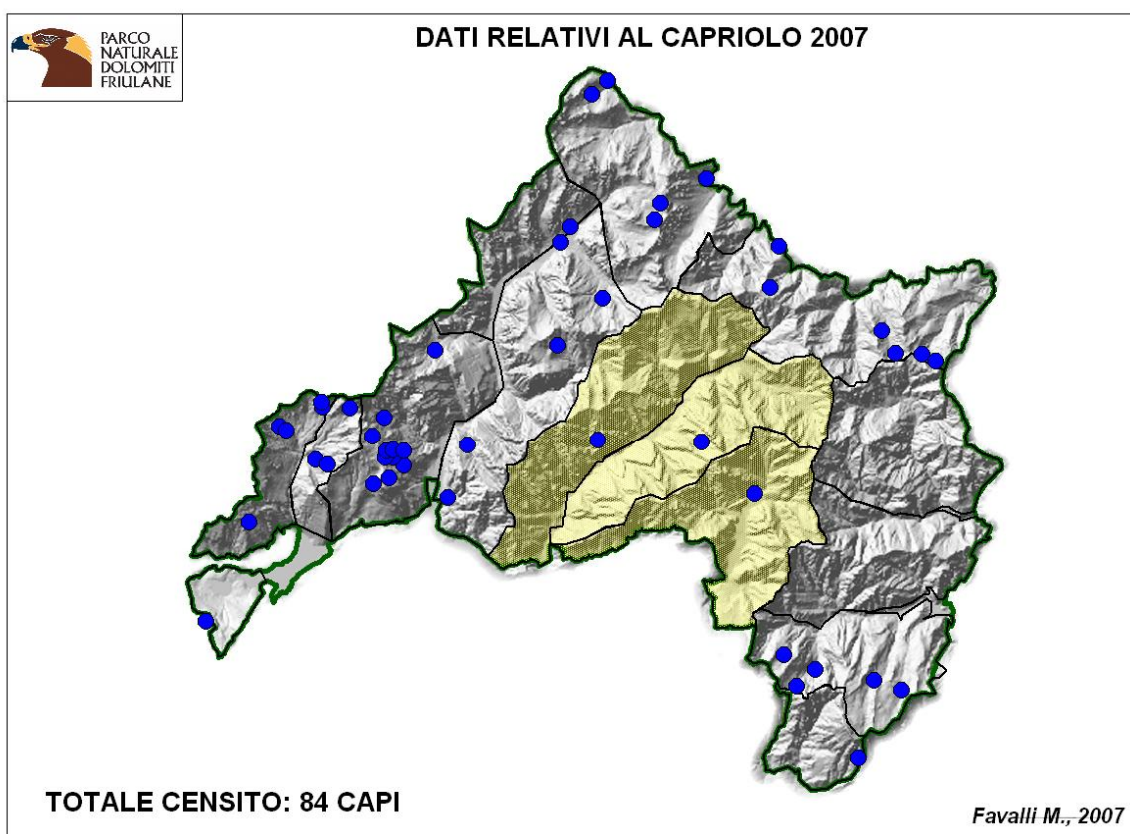 PARCO
NATURALE
DOLOMITI
FRIULANE
DATI RELATIVI AL CAPRIOLO 2007
TOTALE CENSITO: 84 CAPI
Favalli M., 2007